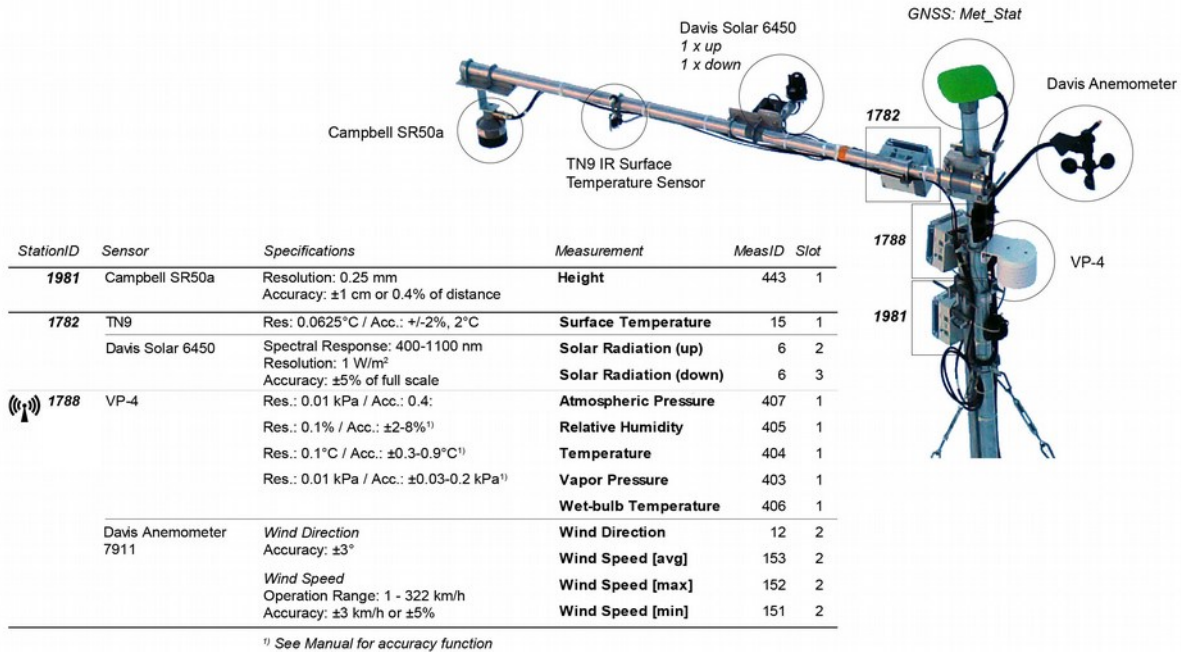 GNSS: Met_Stat
Davis Solar 6450
1 x up
1 x down
Davis Anemometer
1782
Campbell SR50a
TN9 IR Surface
Temperature Sensor
1788
VP-4
1981
StationID Sensor Specifications Measurement MeasID Slot
1981 Campbell SR50a Resolution: 0.25 mm Height 443 1
Accuracy: ±1 cm or 0.4% of distance
1782 TN9 Res: 0.0625°C / Acc.: +/-2%, 2°C Surface Temperature 15 1
Davis Solar 6450 Spectral Response: 400-1100 nm Solar Radiation (up) 6 2
Resolution: 1 W/m²
Accuracy: ±5% of full scale Solar Radiation (down) 6 3
1788 VP-4 Res.: 0.01 kPa / Acc.: 0.4: Atmospheric Pressure 407 1
Res.: 0.1% / Acc.: ±2-8%¹⁾ Relative Humidity 405 1
Res.: 0.1°C / Acc.: ±0.3-0.9°C¹⁾ Temperature 404 1
Res.: 0.01 kPa / Acc.: ±0.03-0.2 kPa¹⁾ Vapor Pressure 403 1
Wet-bulb Temperature 406 1
Davis Anemometer Wind Direction Wind Direction 12 2
7911 Accuracy: ±3°
Wind Speed [avg] 153 2
Wind Speed
Operation Range: 1 - 322 km/h Wind Speed [max] 152 2
Accuracy: ±3 km/h or ±5% Wind Speed [min] 151 2
¹⁾ See Manual for accuracy function